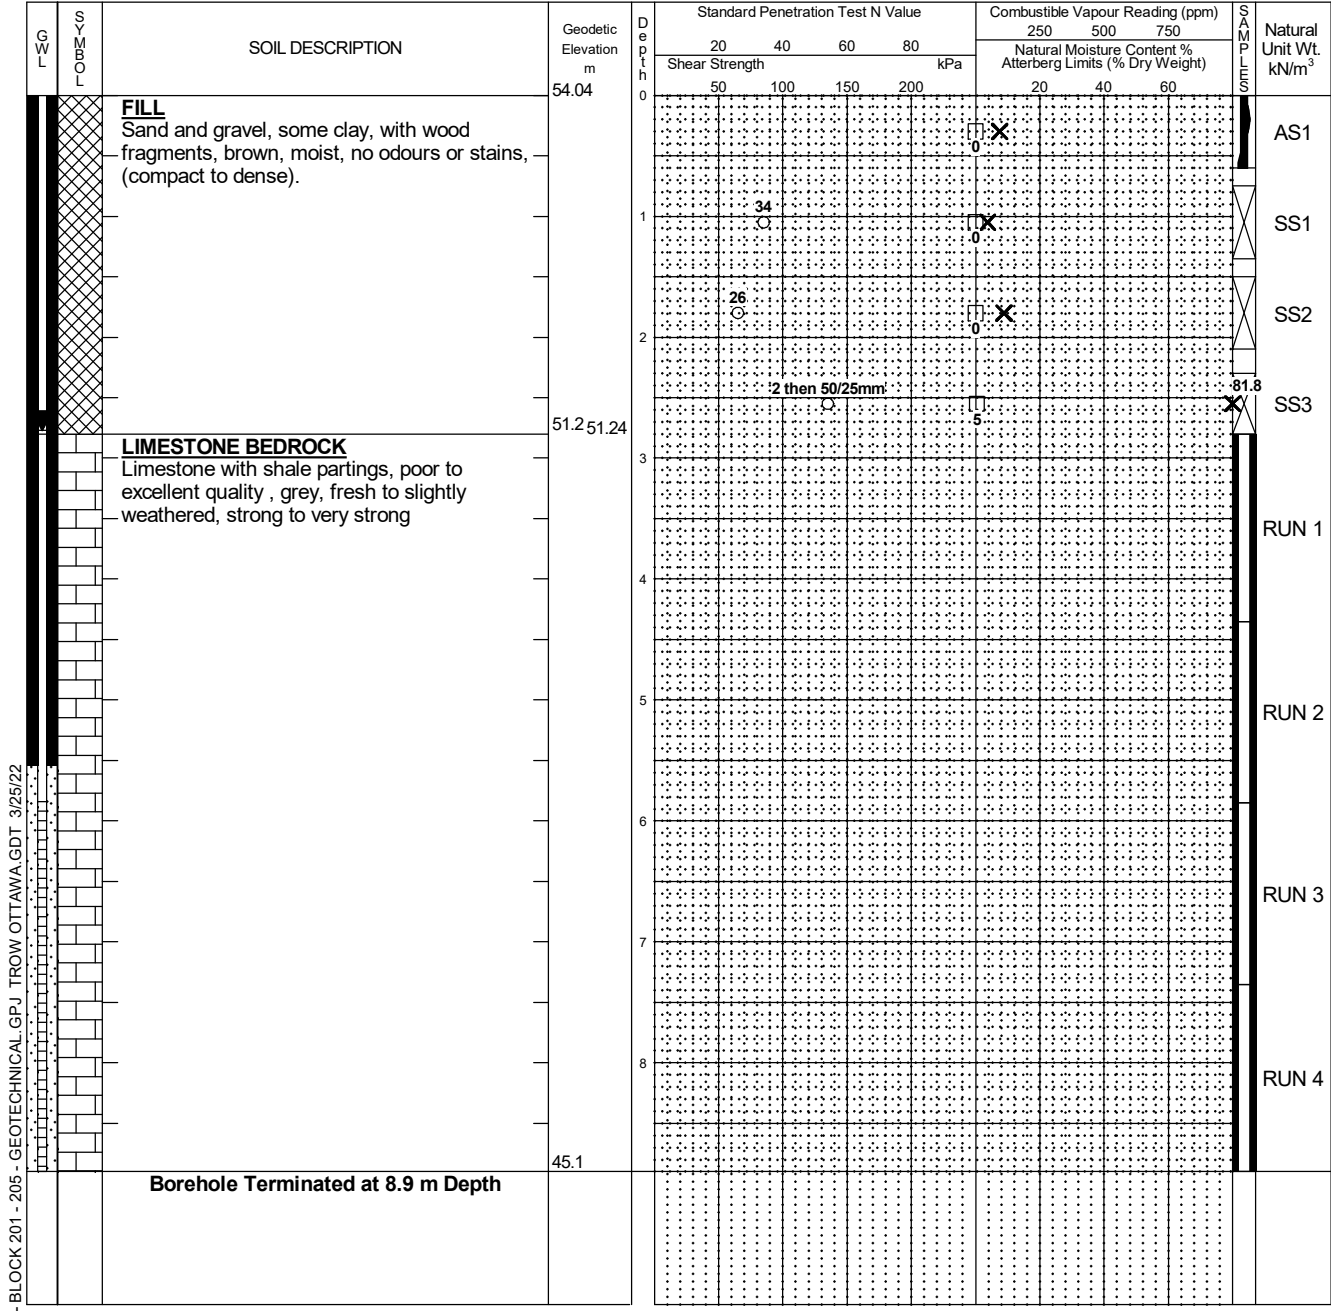 GWL
SYMBOL
SOIL DESCRIPTION
Geodetic
Elevation
m
Depth
Standard Penetration Test N Value
20 40 60 80
Shear Strength kPa
50 100 150 200
Combustible Vapour Reading (ppm)
250 500 750
Natural Moisture Content %
Atterberg Limits (% Dry Weight)
20 40 60
SAMPLES
Natural
Unit Wt.
kN/m³
54.04
0
FILL
Sand and gravel, some clay, with wood
fragments, brown, moist, no odours or stains,
(compact to dense).
0
AS1
34
1
0
SS1
26
0
SS2
2
2 then 50/25mm
5
81.8
SS3
51.2 51.24
LIMESTONE BEDROCK
Limestone with shale partings, poor to
excellent quality , grey, fresh to slightly
weathered, strong to very strong
3
RUN 1
4
5
RUN 2
6
RUN 3
7
8
RUN 4
45.1
Borehole Terminated at 8.9 m Depth
- BLOCK 201 - 205 - GEOTECHNICAL.GPJ TROW OTTAWA.GDT 3/25/22